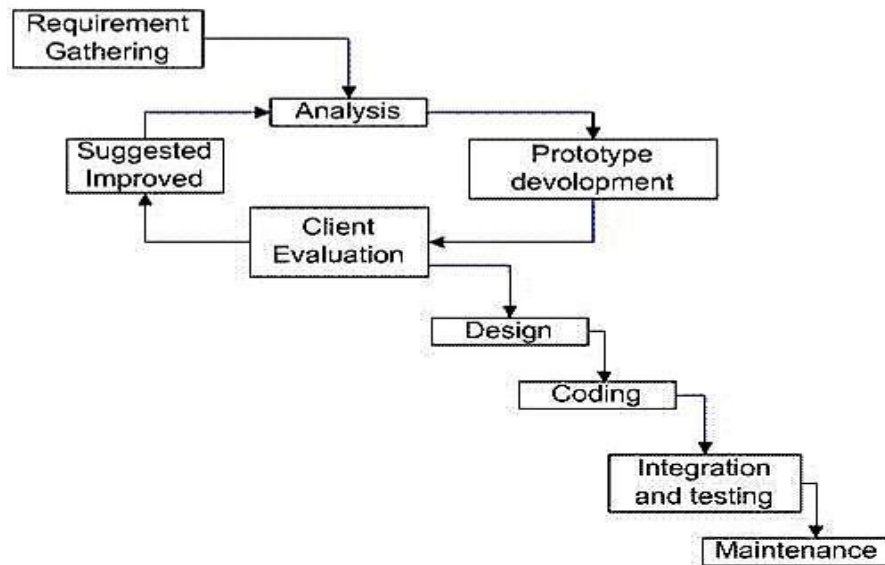 Requirement
Gathering
Analysis
Suggested
Improved
Prototype
devolopment
Client
Evaluation
Design
Coding
Integration
and testing
Maintenance